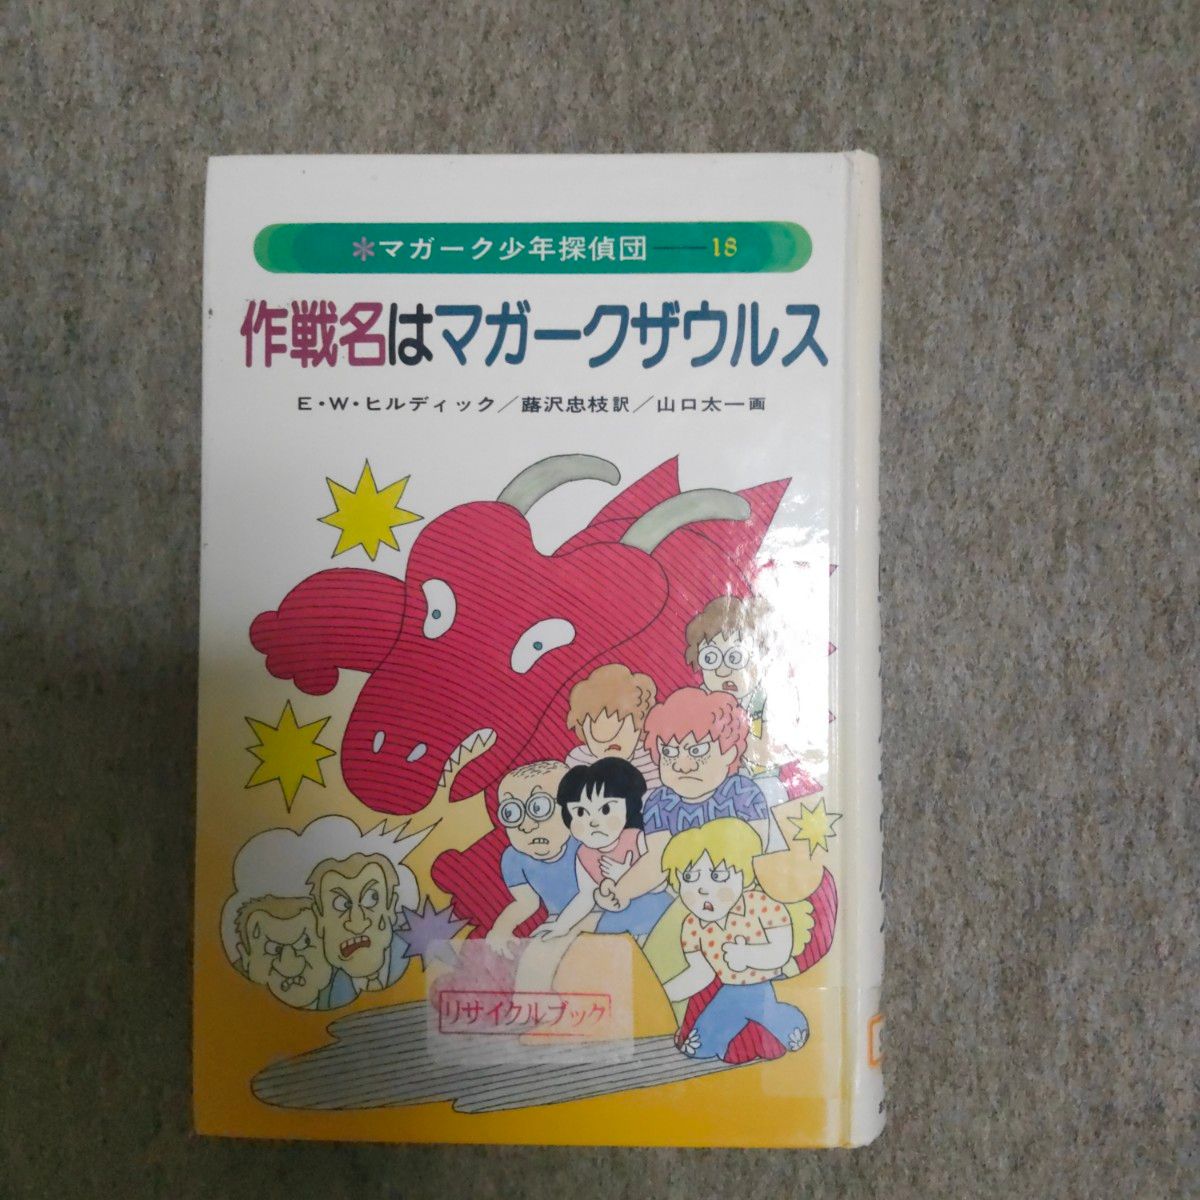 ＊マガーク少年探偵団——18
作戦名はマガークザウルス
E・W・ヒルディック／蕗沢忠枝訳／山口太一画
リサイクルブック